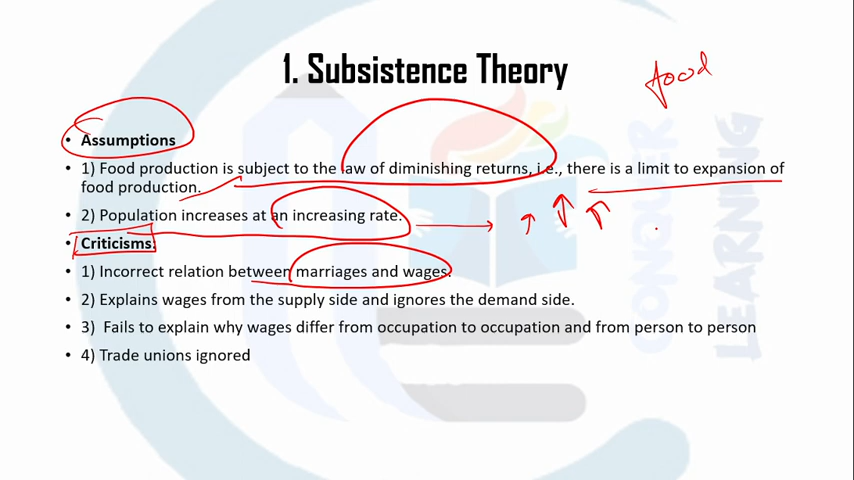 1. Subsistence Theory
food
• Assumptions
• 1) Food production is subject to the law of diminishing returns, i.e., there is a limit to expansion of
food production.
• 2) Population increases at an increasing rate.
• Criticisms:
• 1) Incorrect relation between marriages and wages.
• 2) Explains wages from the supply side and ignores the demand side.
• 3) Fails to explain why wages differ from occupation to occupation and from person to person
• 4) Trade unions ignored
CONQUER
LEARNING